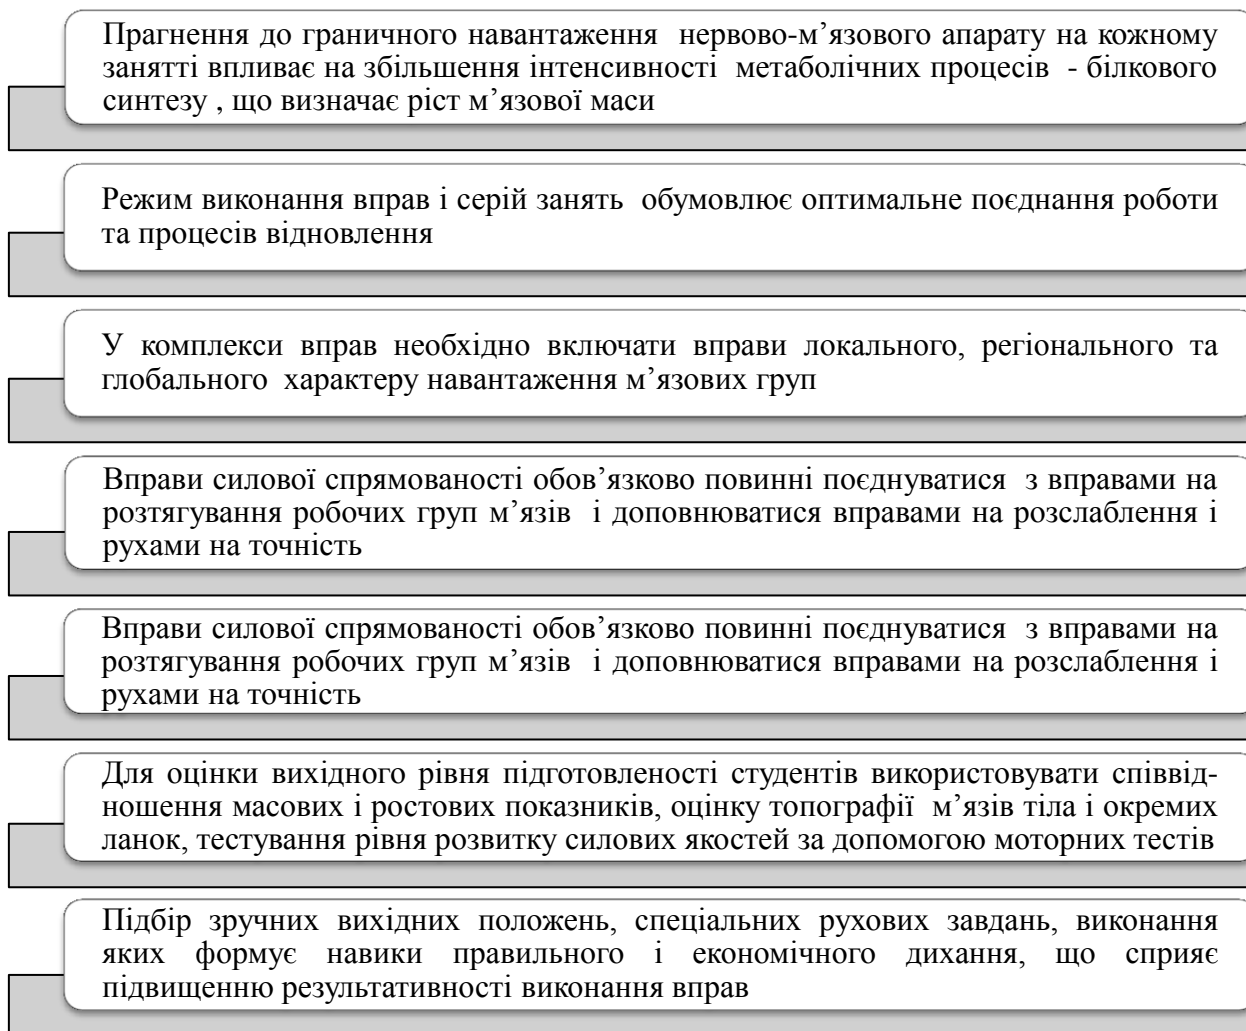 Прагнення до граничного навантаження нервово-м’язового апарату на кожному
занятті впливає на збільшення інтенсивності метаболічних процесів - білкового
синтезу , що визначає ріст м’язової маси
Режим виконання вправ і серій занять обумовлює оптимальне поєднання роботи
та процесів відновлення
У комплекси вправ необхідно включати вправи локального, регіонального та
глобального характеру навантаження м’язових груп
Вправи силової спрямованості обов’язково повинні поєднуватися з вправами на
розтягування робочих груп м’язів і доповнюватися вправами на розслаблення і
рухами на точність
Вправи силової спрямованості обов’язково повинні поєднуватися з вправами на
розтягування робочих груп м’язів і доповнюватися вправами на розслаблення і
рухами на точність
Для оцінки вихідного рівня підготовленості студентів використовувати співвід-
ношення масових і ростових показників, оцінку топографії м’язів тіла і окремих
ланок, тестування рівня розвитку силових якостей за допомогою моторних тестів
Підбір зручних вихідних положень, спеціальних рухових завдань, виконання
яких формує навики правильного і економічного дихання, що сприяє
підвищенню результативності виконання вправ